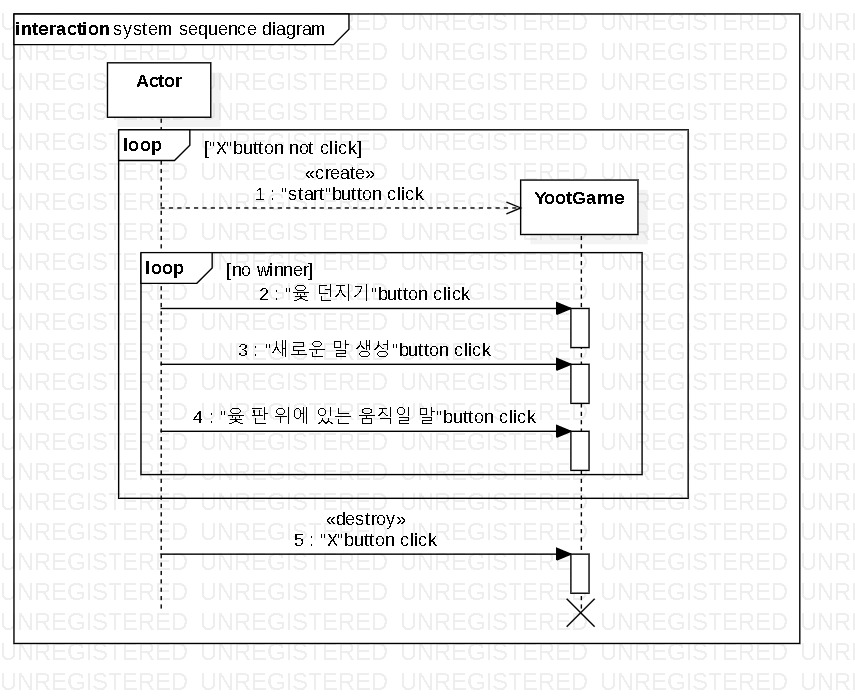 interaction system sequence diagram
Actor
loop
["X"button not click]
«create»
1 : "start"button click
YootGame
loop
[no winner]
2 : "윷 던지기"button click
3 : "새로운 말 생성"button click
4 : "윷 판 위에 있는 움직일 말"button click
«destroy»
5 : "X"button click
UNREGISTERED